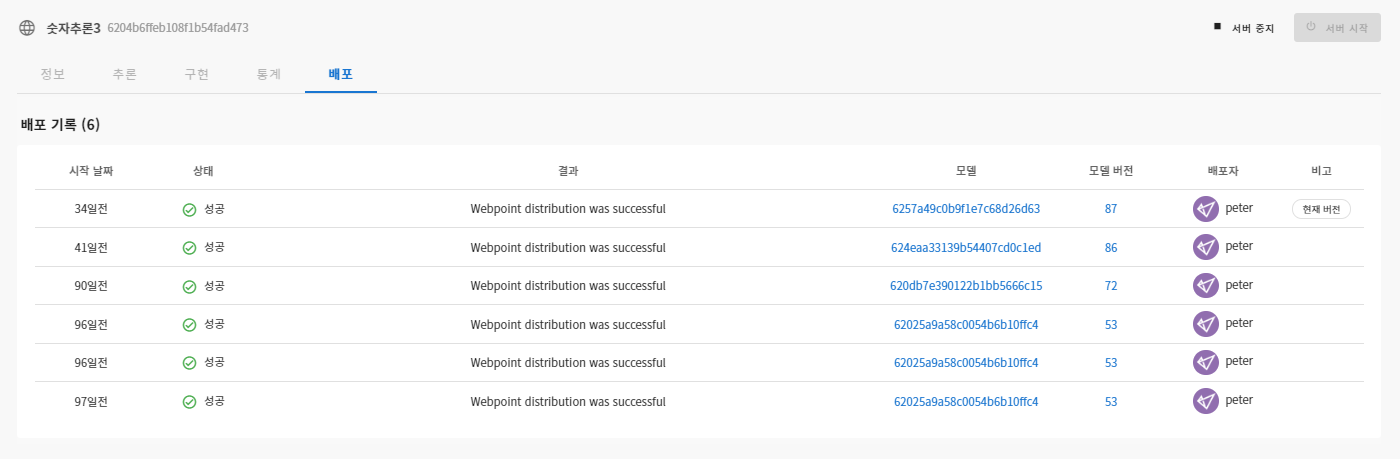 숫자추론3 6204b6ffeb108f1b54fad473 서버 중지 서버 시작
정보 추론 구현 통계 배포
배포 기록 (6)
시작 날짜 상태 결과 모델 모델 버전 배포자 비고
34일전 성공 Webpoint distribution was successful 6257a49c0b9f1e7c68d26d63 87 peter 현재 버전
41일전 성공 Webpoint distribution was successful 624eaa33139b54407cd0c1ed 86 peter
90일전 성공 Webpoint distribution was successful 620db7e390122b1bb5666c15 72 peter
96일전 성공 Webpoint distribution was successful 62025a9a58c0054b6b10ffc4 53 peter
96일전 성공 Webpoint distribution was successful 62025a9a58c0054b6b10ffc4 53 peter
97일전 성공 Webpoint distribution was successful 62025a9a58c0054b6b10ffc4 53 peter